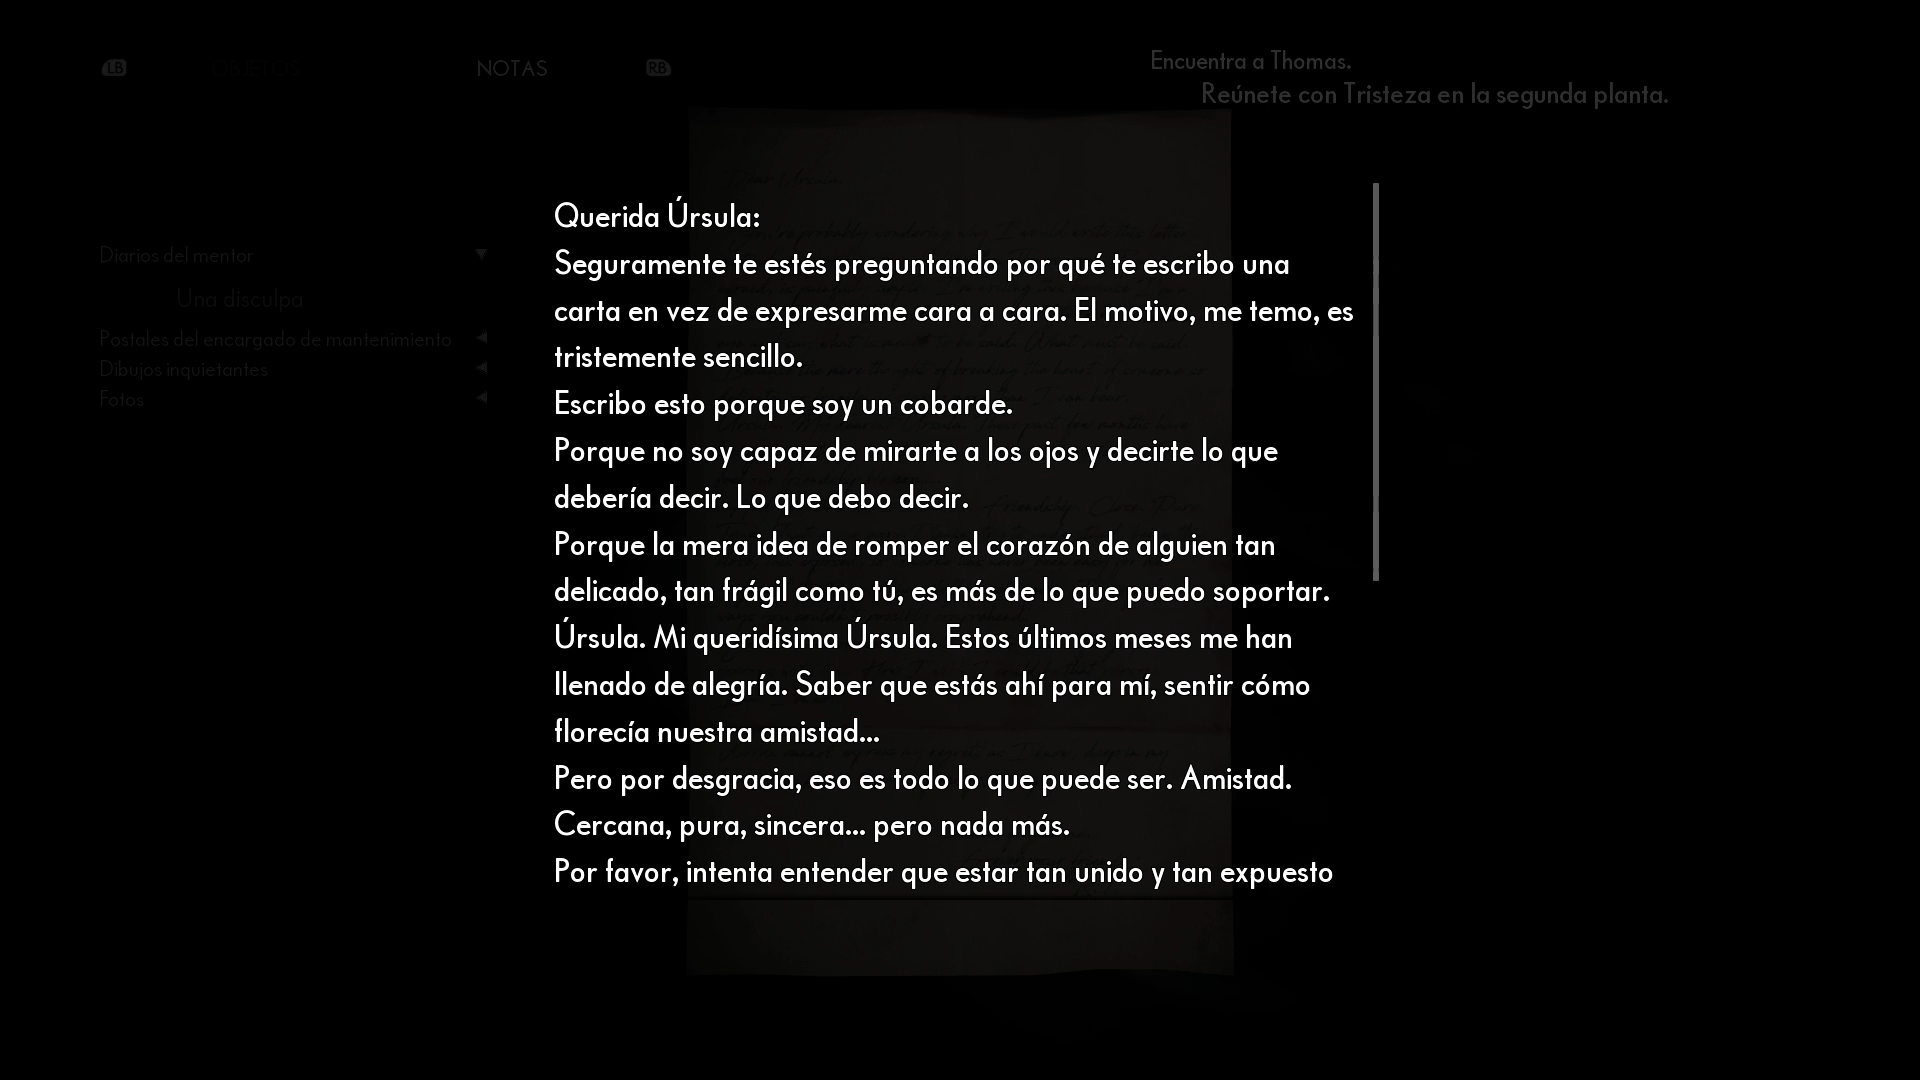 LB
OBJETOS
NOTAS
RB
Encuentra a Thomas.
Reúnete con Tristeza en la segunda planta.
Diarios del mentor
Una disculpa
Postales del encargado de mantenimiento
Dibujos inquietantes
Fotos
Querida Úrsula:
Seguramente te estés preguntando por qué te escribo una
carta en vez de expresarme cara a cara. El motivo, me temo, es
tristemente sencillo.
Escribo esto porque soy un cobarde.
Porque no soy capaz de mirarte a los ojos y decirte lo que
debería decir. Lo que debo decir.
Porque la mera idea de romper el corazón de alguien tan
delicado, tan frágil como tú, es más de lo que puedo soportar.
Úrsula. Mi queridísima Úrsula. Estos últimos meses me han
llenado de alegría. Saber que estás ahí para mí, sentir cómo
florecía nuestra amistad...
Pero por desgracia, eso es todo lo que puede ser. Amistad.
Cercana, pura, sincera... pero nada más.
Por favor, intenta entender que estar tan unido y tan expuesto